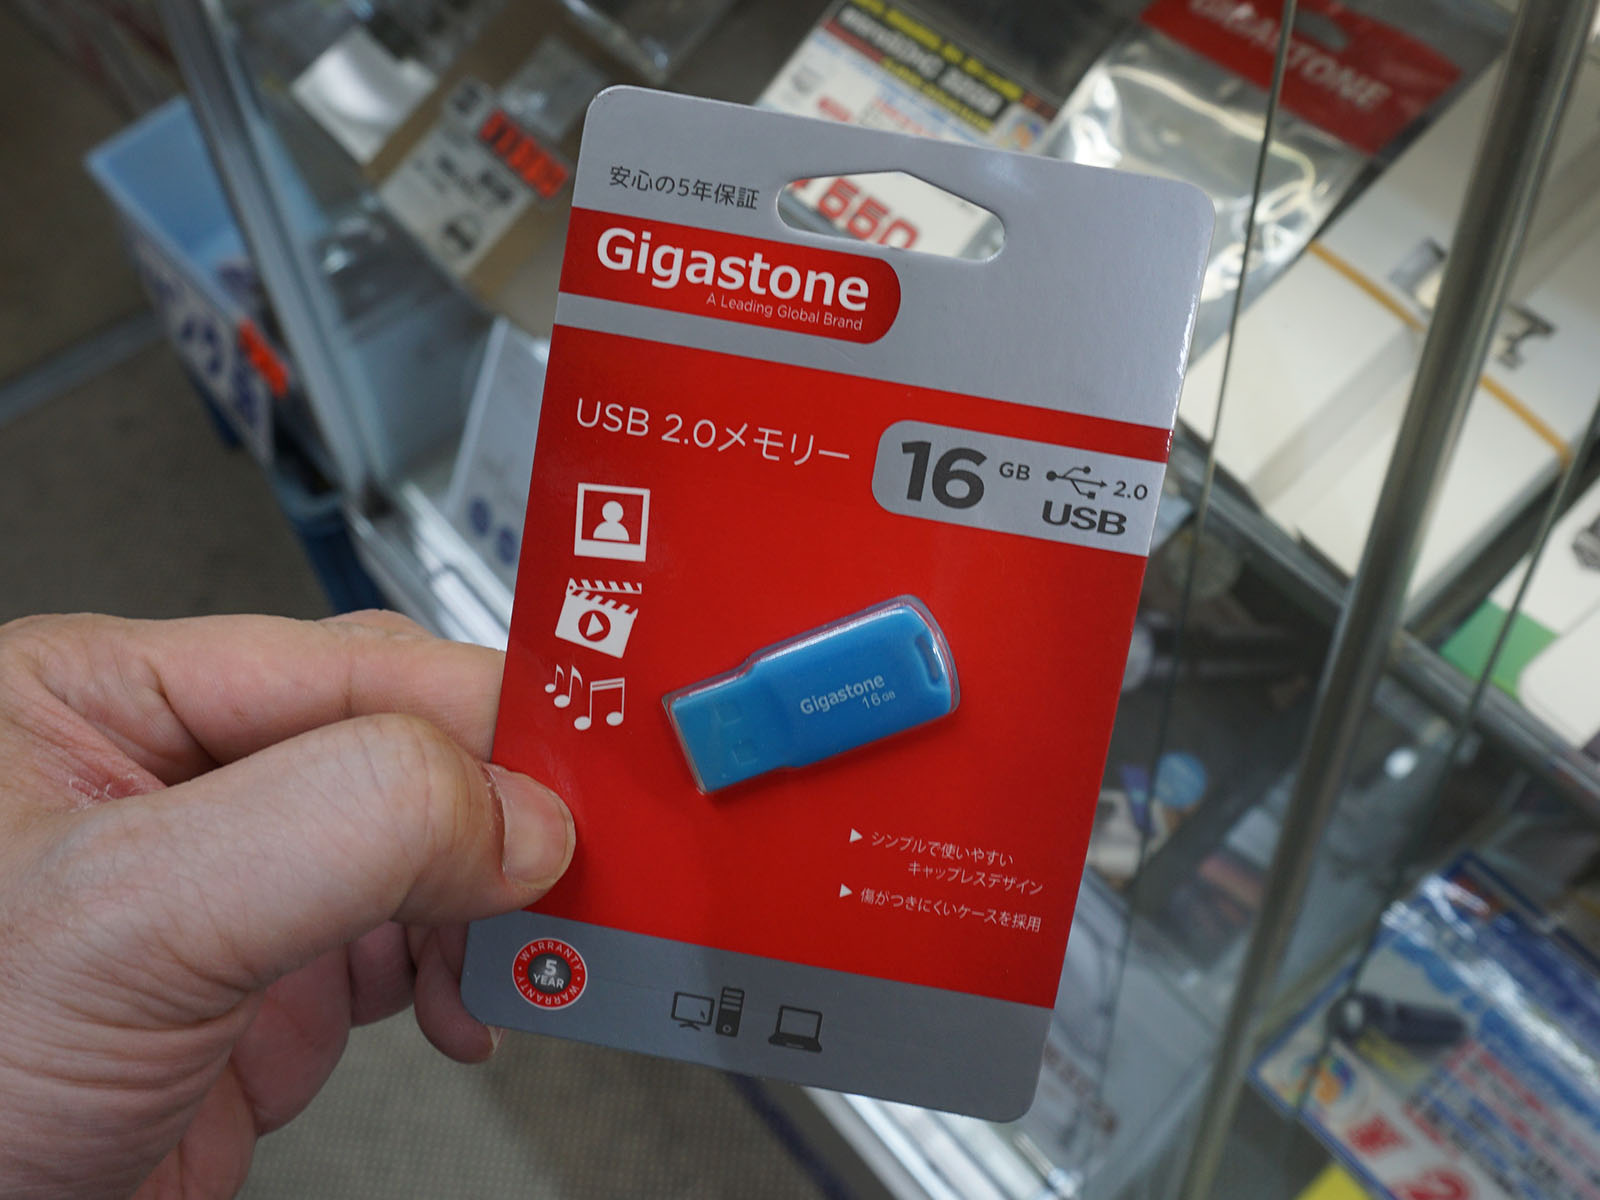 GIGASTONE
¥660
安心の5年保証
Gigastone
A Leading Global Brand
USB 2.0メモリー
16 GB 2.0
USB
Gigastone
16GB
▶ シンプルで使いやすい
キャップレスデザイン
▶ 傷がつきにくいケースを採用
WARRANTY
5
YEAR
WARRANTY